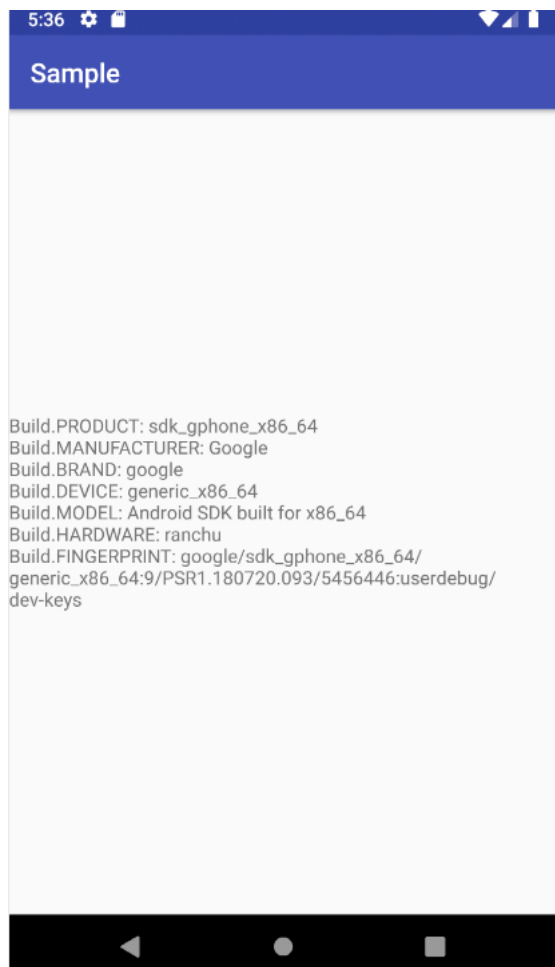 5:36
Sample
Build.PRODUCT: sdk_gphone_x86_64
Build.MANUFACTURER: Google
Build.BRAND: google
Build.DEVICE: generic_x86_64
Build.MODEL: Android SDK built for x86_64
Build.HARDWARE: ranchu
Build.FINGERPRINT: google/sdk_gphone_x86_64/
generic_x86_64:9/PSR1.180720.093/5456446:userdebug/
dev-keys